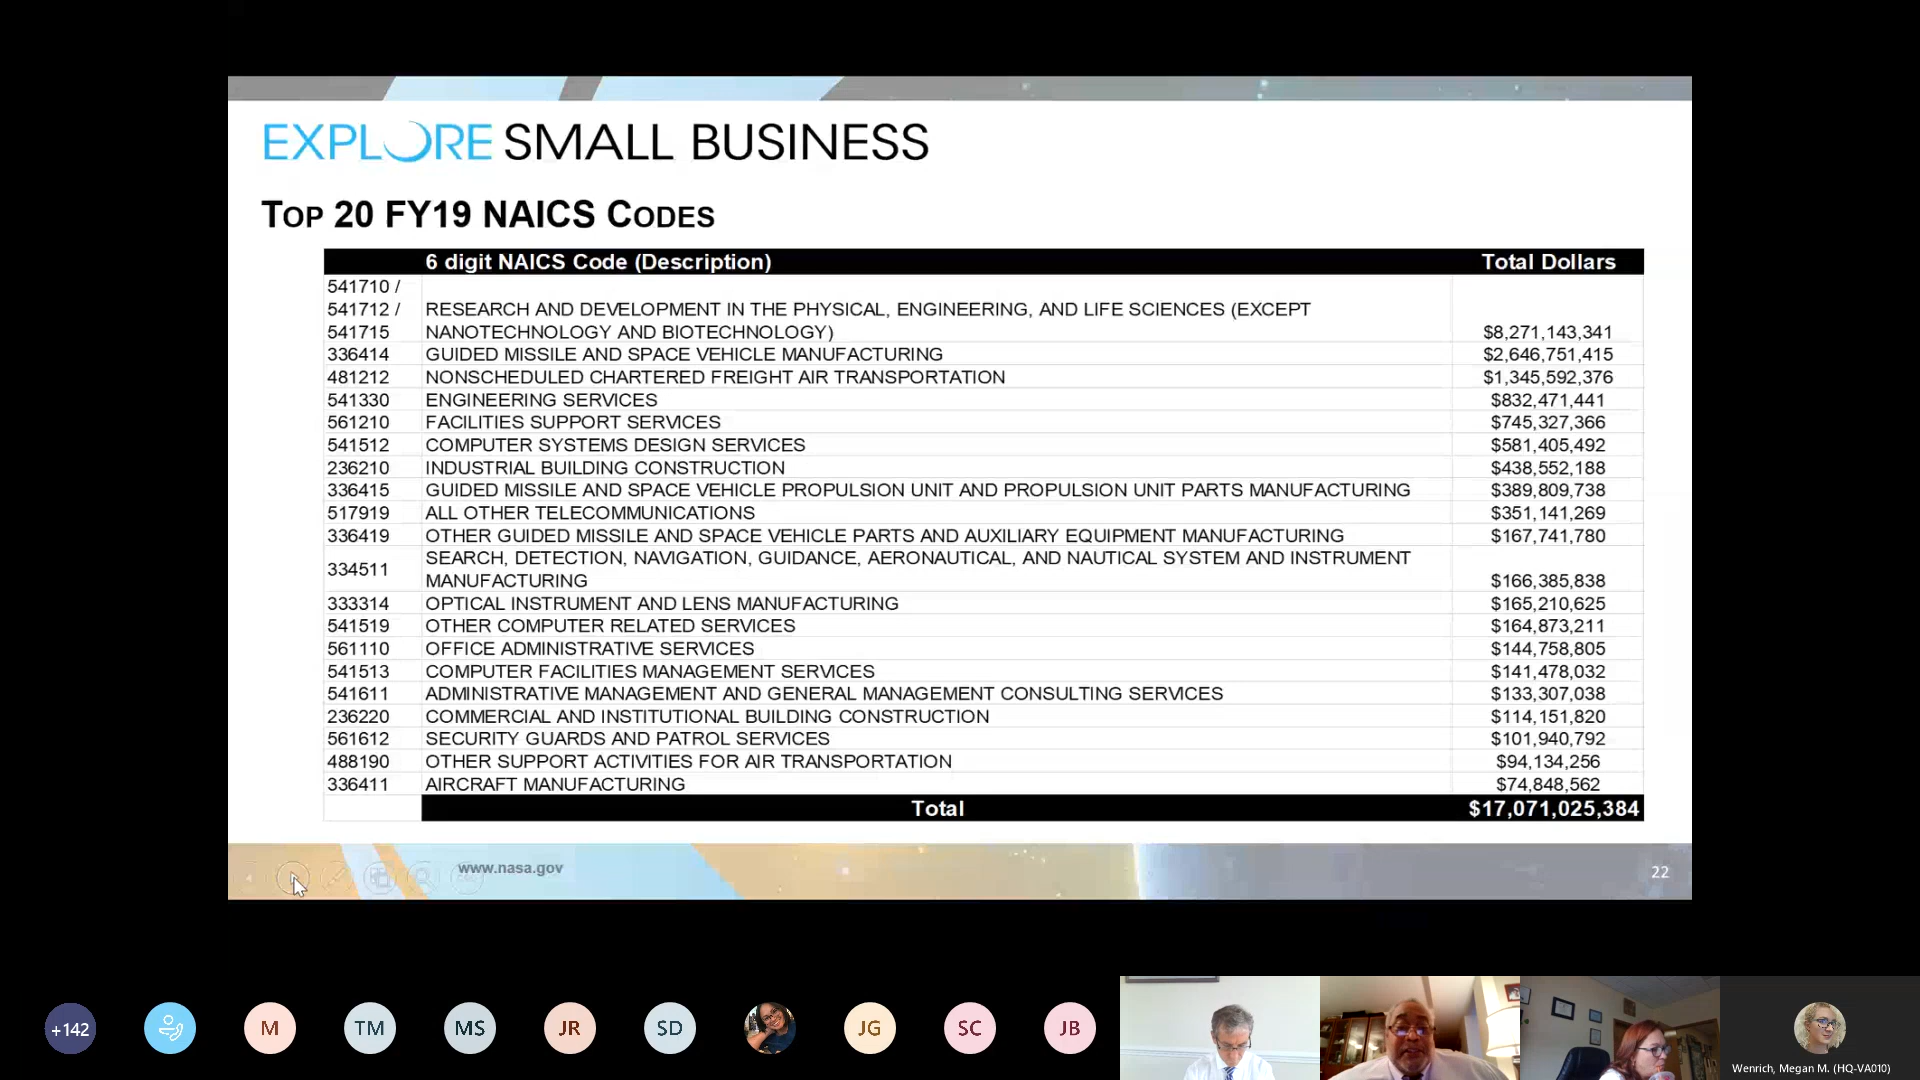 EXPLORE SMALL BUSINESS
TOP 20 FY19 NAICS CODES
6 digit NAICS Code (Description) Total Dollars
541710 /
541712 / RESEARCH AND DEVELOPMENT IN THE PHYSICAL, ENGINEERING, AND LIFE SCIENCES (EXCEPT
541715 NANOTECHNOLOGY AND BIOTECHNOLOGY) $8,271,143,341
336414 GUIDED MISSILE AND SPACE VEHICLE MANUFACTURING $2,646,751,415
481212 NONSCHEDULED CHARTERED FREIGHT AIR TRANSPORTATION $1,345,592,376
541330 ENGINEERING SERVICES $832,471,441
561210 FACILITIES SUPPORT SERVICES $745,327,366
541512 COMPUTER SYSTEMS DESIGN SERVICES $581,405,492
236210 INDUSTRIAL BUILDING CONSTRUCTION $438,552,188
336415 GUIDED MISSILE AND SPACE VEHICLE PROPULSION UNIT AND PROPULSION UNIT PARTS MANUFACTURING $389,809,738
517919 ALL OTHER TELECOMMUNICATIONS $351,141,269
336419 OTHER GUIDED MISSILE AND SPACE VEHICLE PARTS AND AUXILIARY EQUIPMENT MANUFACTURING $167,741,780
SEARCH, DETECTION, NAVIGATION, GUIDANCE, AERONAUTICAL, AND NAUTICAL SYSTEM AND INSTRUMENT
334511 MANUFACTURING $166,385,838
333314 OPTICAL INSTRUMENT AND LENS MANUFACTURING $165,210,625
541519 OTHER COMPUTER RELATED SERVICES $164,873,211
561110 OFFICE ADMINISTRATIVE SERVICES $144,758,805
541513 COMPUTER FACILITIES MANAGEMENT SERVICES $141,478,032
541611 ADMINISTRATIVE MANAGEMENT AND GENERAL MANAGEMENT CONSULTING SERVICES $133,307,038
236220 COMMERCIAL AND INSTITUTIONAL BUILDING CONSTRUCTION $114,151,820
561612 SECURITY GUARDS AND PATROL SERVICES $101,940,792
488190 OTHER SUPPORT ACTIVITIES FOR AIR TRANSPORTATION $94,134,256
336411 AIRCRAFT MANUFACTURING $74,848,562
Total $17,071,025,384
www.nasa.gov 22
+142 M TM MS JR SD JG SC JB
Wenrich, Megan M. (HQ-VA010)